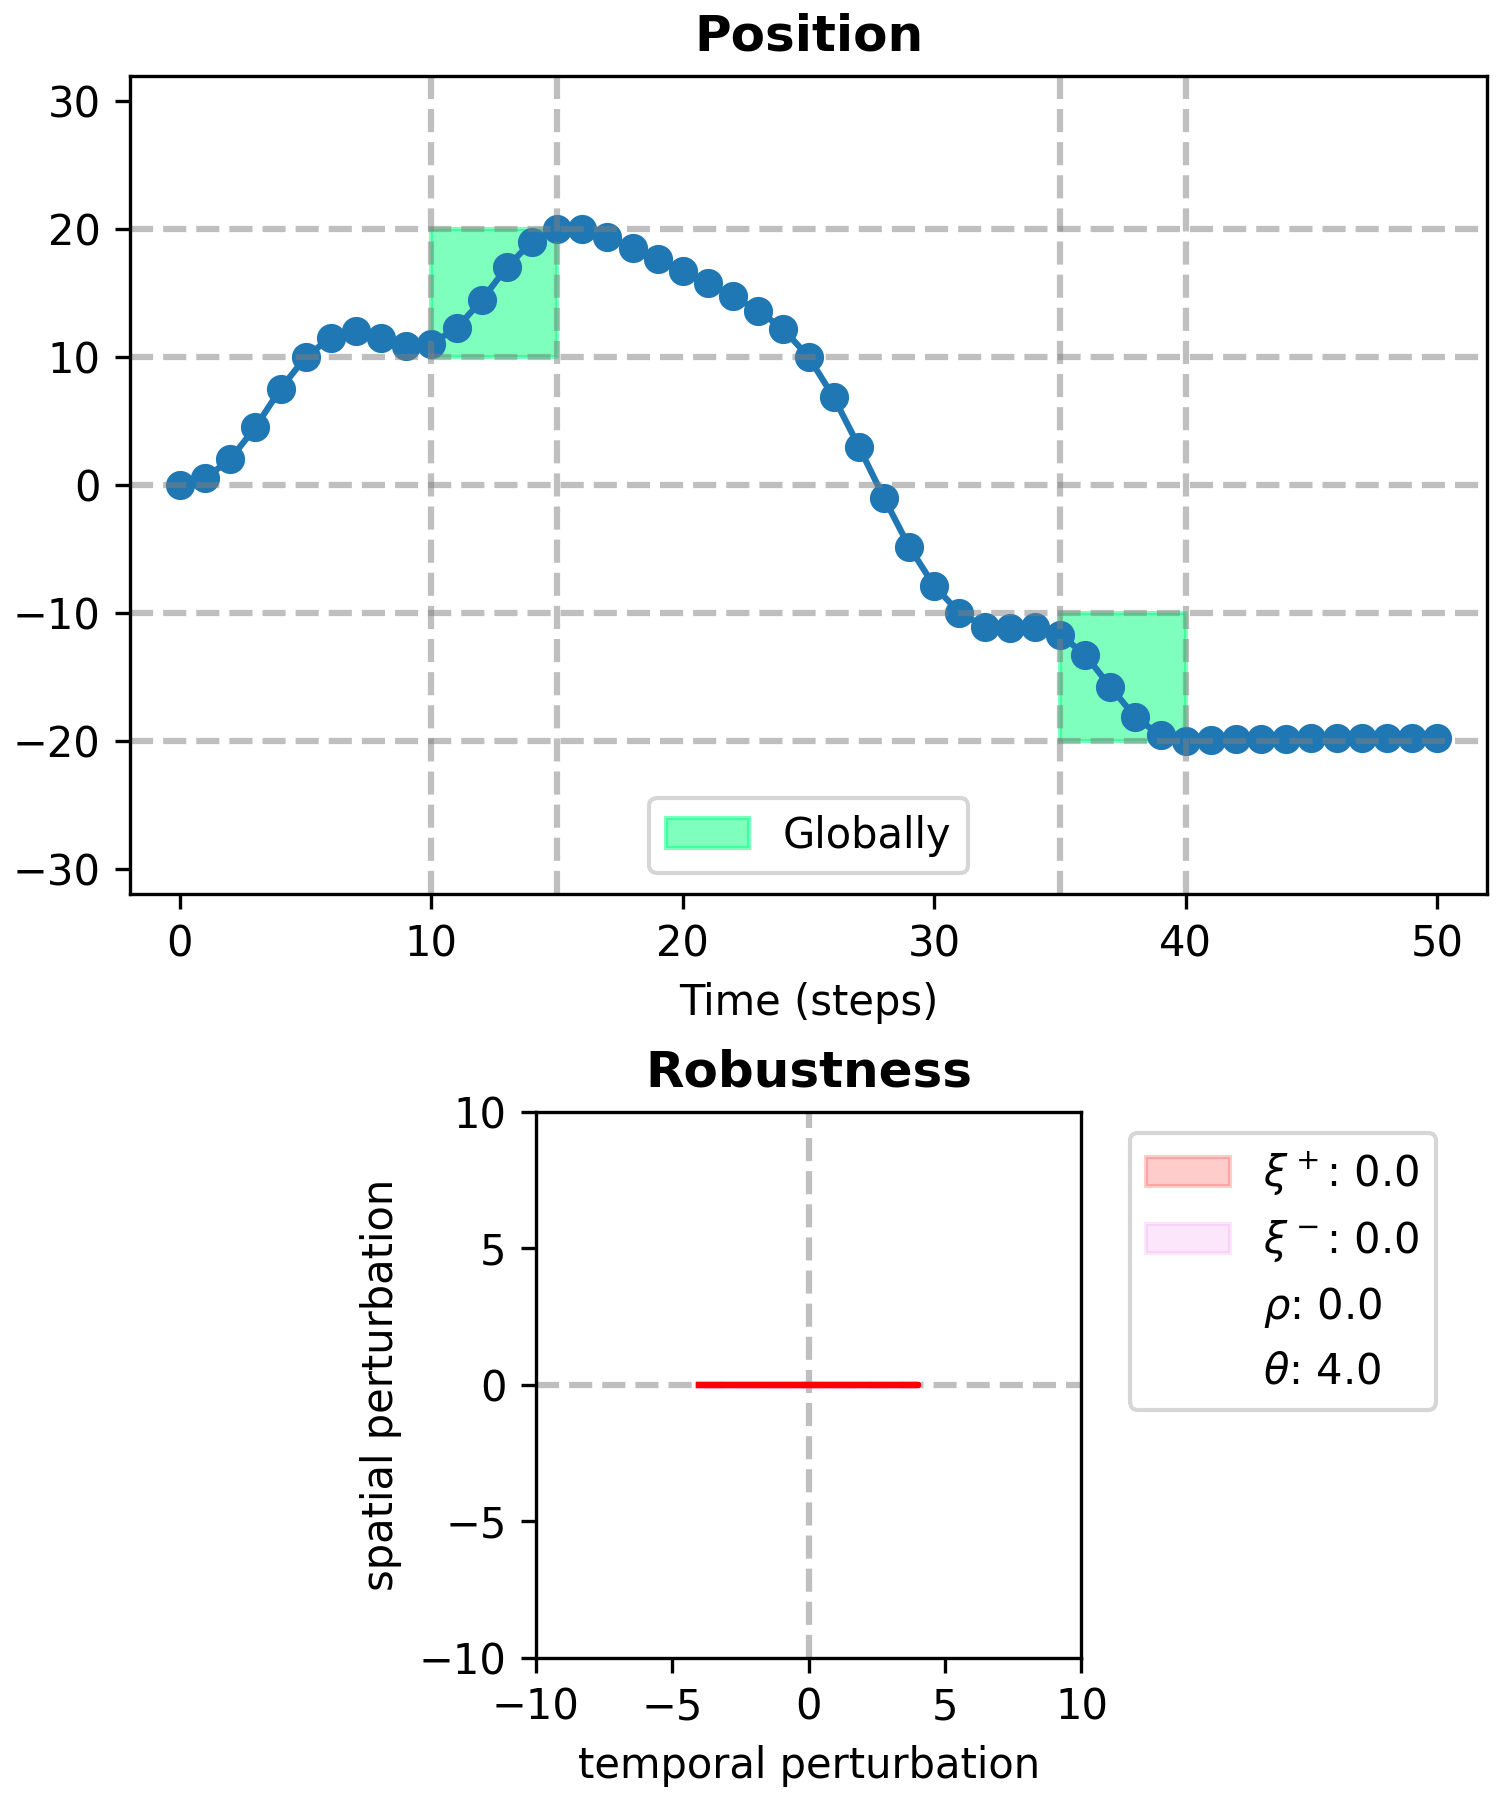 Position
30
20
10
0
−10
−20
−30
Globally
0 10 20 30 40 50
Time (steps)
Robustness
10
5
0
−5
−10
spatial perturbation
−10 −5 0 5 10
temporal perturbation
ξ⁺: 0.0
ξ⁻: 0.0
ρ: 0.0
θ: 4.0